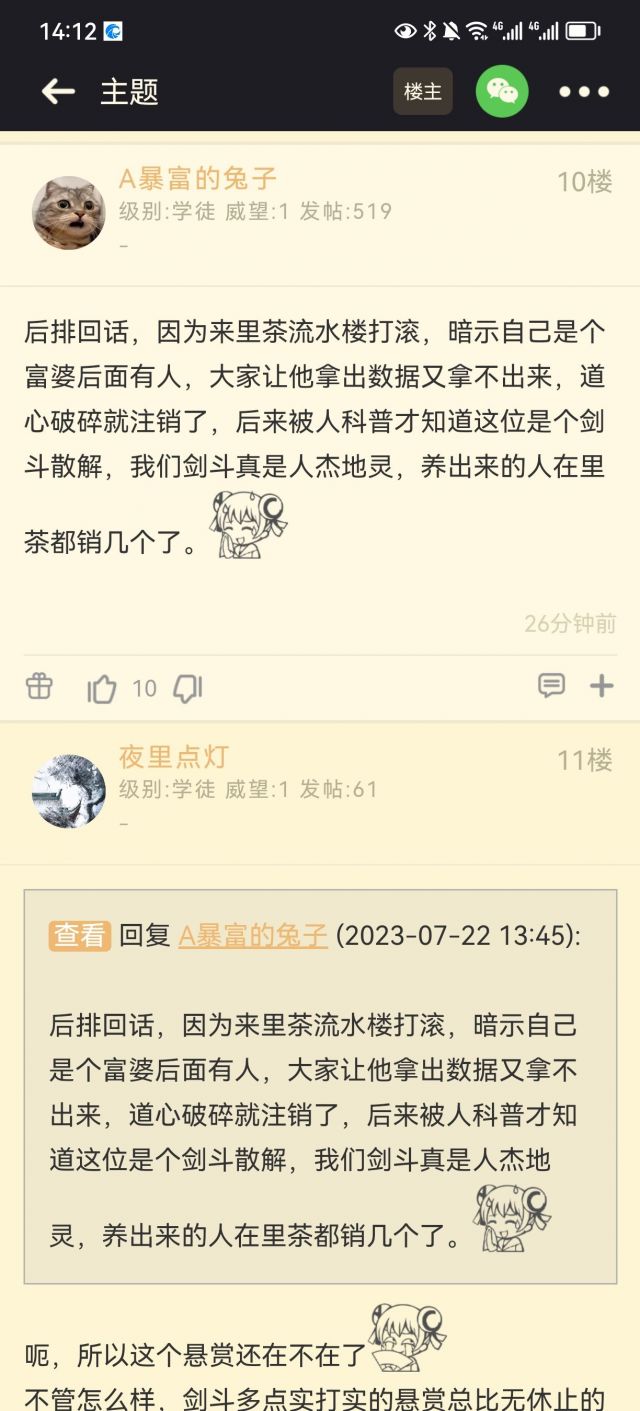 14:12
4G
4G
主题
楼主
A暴富的兔子
10楼
级别:学徒 威望:1 发帖:519
-
后排回话，因为来里茶流水楼打滚，暗示自己是个
富婆后面有人，大家让他拿出数据又拿不出来，道
心破碎就注销了，后来被人科普才知道这位是个剑
斗散解，我们剑斗真是人杰地灵，养出来的人在里
茶都销几个了。
26分钟前
10
夜里点灯
11楼
级别:学徒 威望:1 发帖:61
-
查看 回复 A暴富的兔子 (2023-07-22 13:45):
后排回话，因为来里茶流水楼打滚，暗示自己
是个富婆后面有人，大家让他拿出数据又拿不
出来，道心破碎就注销了，后来被人科普才知
道这位是个剑斗散解，我们剑斗真是人杰地
灵，养出来的人在里茶都销几个了。
呃，所以这个悬赏还在不在了
不管怎么样，剑斗多点实打实的悬赏总比无休止的